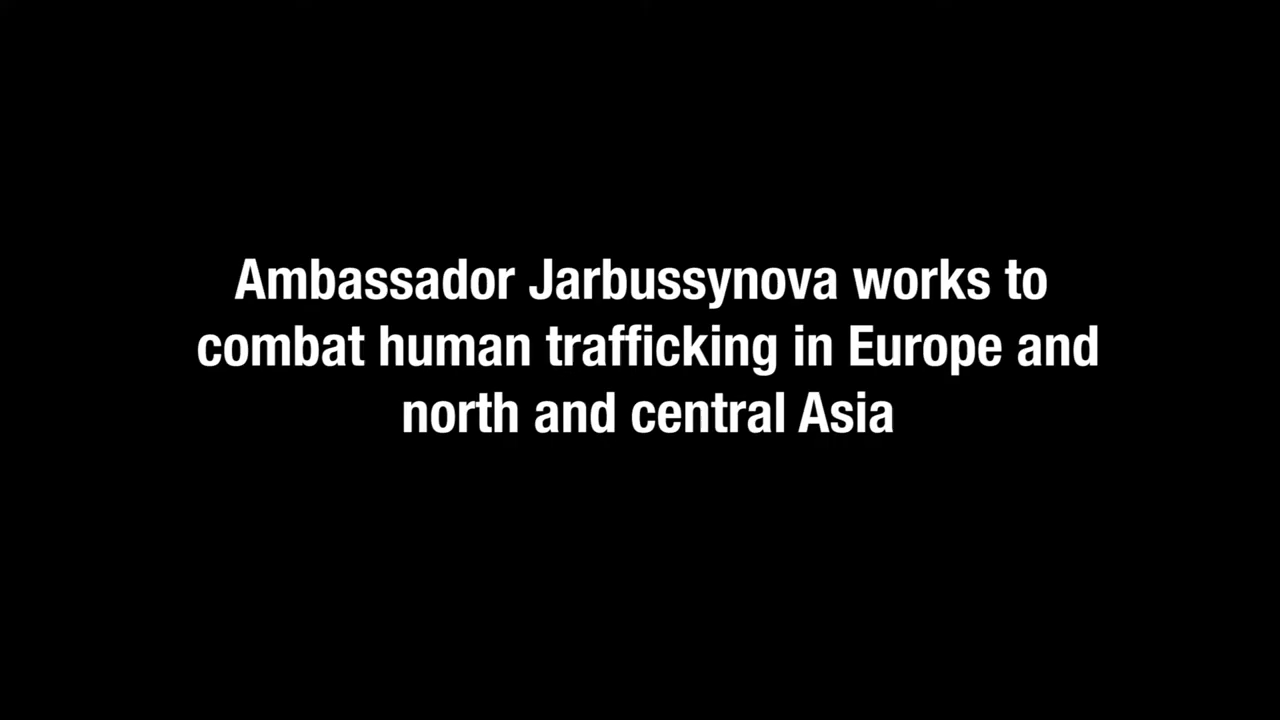 Ambassador Jarbussynova works to
combat human trafficking in Europe and
north and central Asia